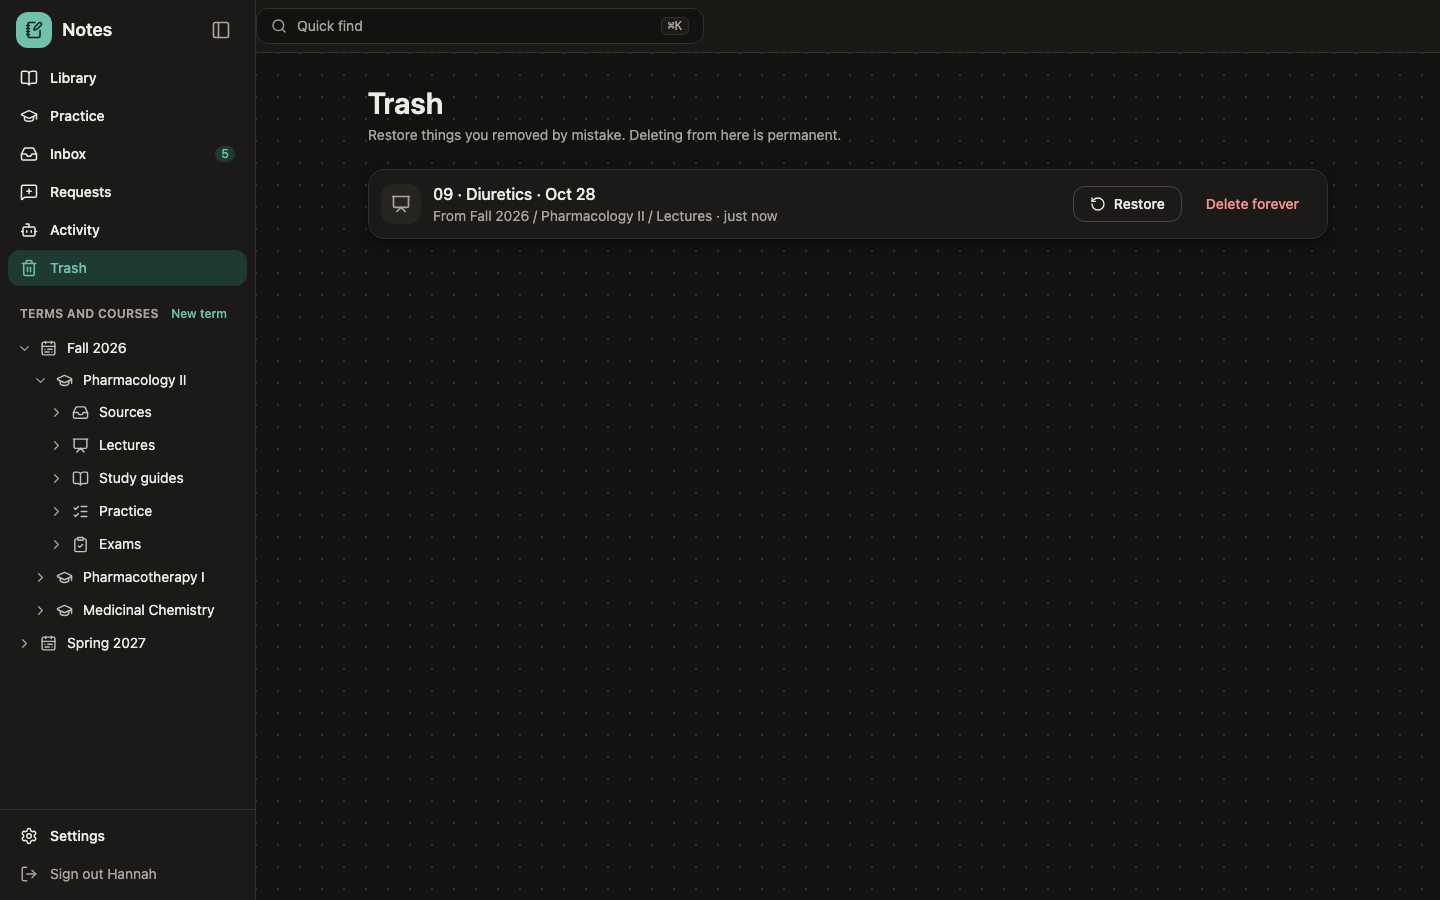 Notes
Quick find
⌘K
Library
Practice
Inbox
5
Requests
Activity
Trash
TERMS AND COURSES
New term
Fall 2026
Pharmacology II
Sources
Lectures
Study guides
Practice
Exams
Pharmacotherapy I
Medicinal Chemistry
Spring 2027
Settings
Sign out Hannah
Trash
Restore things you removed by mistake. Deleting from here is permanent.
09 · Diuretics · Oct 28
From Fall 2026 / Pharmacology II / Lectures · just now
Restore
Delete forever